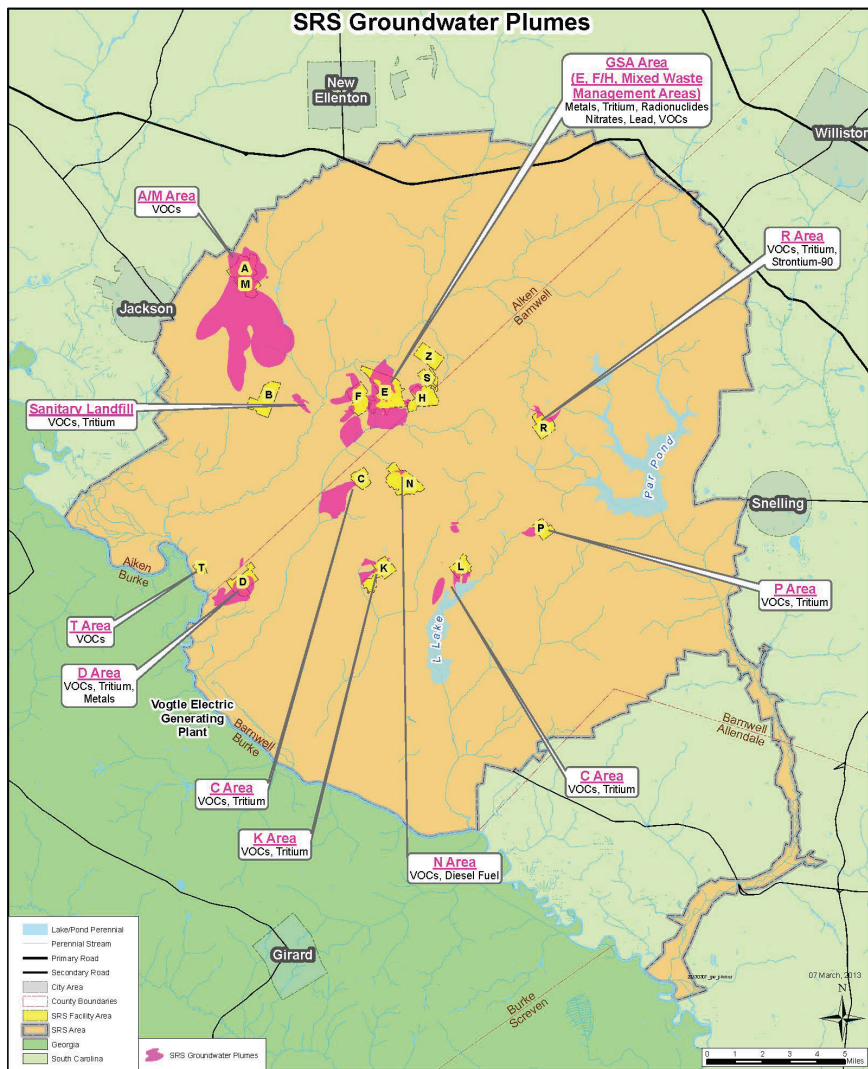 SRS Groundwater Plumes
New
Ellenton
GSA Area
(E, F/H, Mixed Waste
Management Areas)
Metals, Tritium, Radionuclides
Nitrates, Lead, VOCs
Williston
A/M Area
VOCs
R Area
VOCs, Tritium,
Strontium-90
A
M
Jackson
Aiken
Barnwell
Z
S
B
F
E
H
Sanitary Landfill
VOCs, Tritium
R
Par Pond
C
N
Snelling
P
Aiken
Burke
T
D
K
L
P Area
VOCs, Tritium
T Area
VOCs
L Lake
D Area
VOCs, Tritium,
Metals
Vogtle Electric
Generating
Plant
Barnwell
Burke
Barnwell
Allendale
C Area
VOCs, Tritium
C Area
VOCs, Tritium
K Area
VOCs, Tritium
N Area
VOCs, Diesel Fuel
Girard
Burke
Screven
Lake/Pond Perennial
Perennial Stream
Primary Road
Secondary Road
City Area
County Boundaries
SRS Facility Area
SRS Area
Georgia
South Carolina
SRS Groundwater Plumes
07 March, 2013
N
0 1 2 3 4 5
Miles